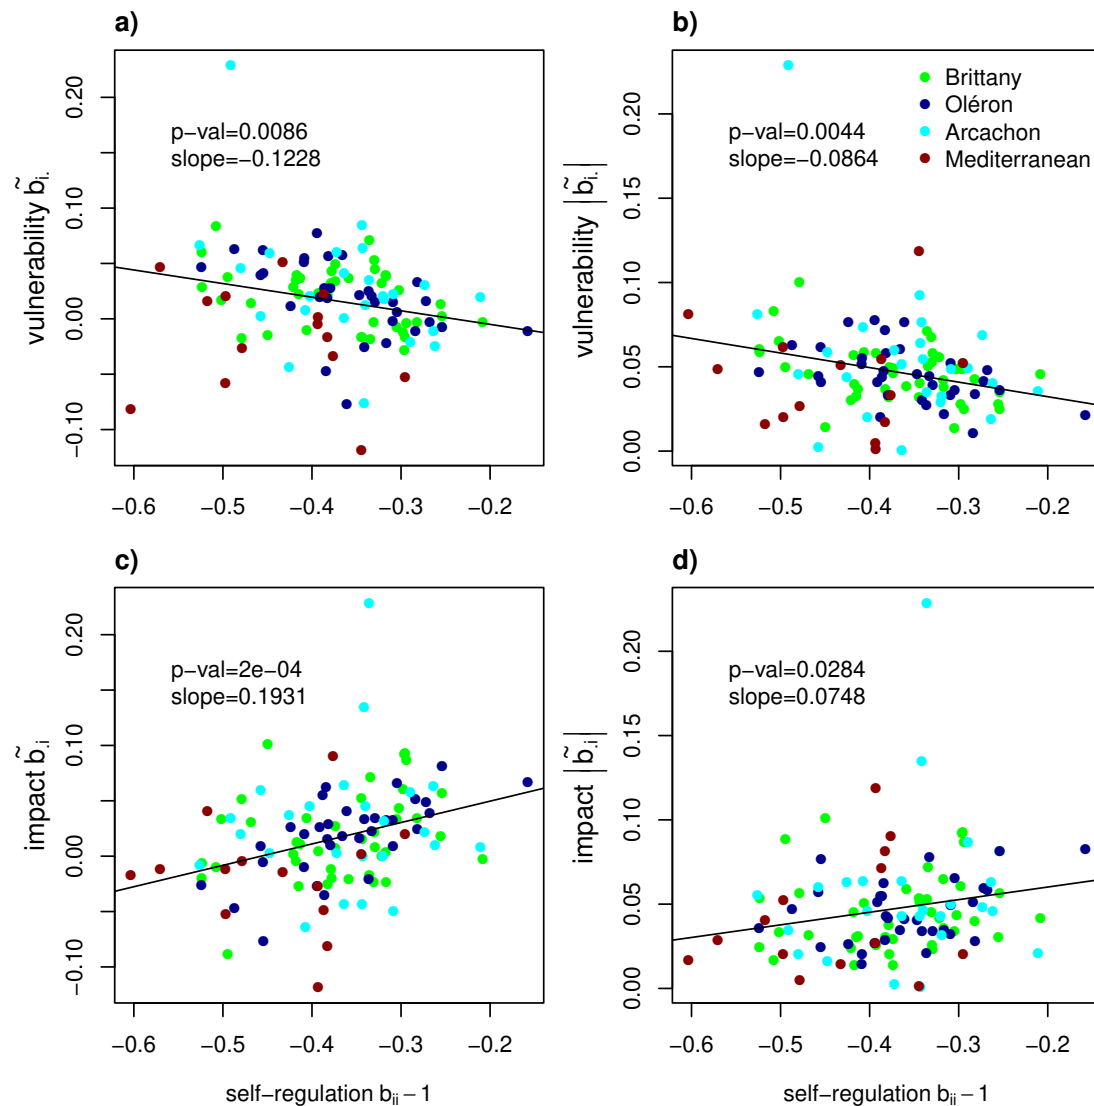 a)
0.20
0.10
0.00
−0.10
vulnerability b̃i.
p−val=0.0086
slope=−0.1228
−0.6 −0.5 −0.4 −0.3 −0.2
b)
0.20
0.15
0.10
0.05
0.00
vulnerability |b̃i.|
p−val=0.0044
slope=−0.0864
Brittany
Oléron
Arcachon
Mediterranean
−0.6 −0.5 −0.4 −0.3 −0.2
c)
0.20
0.10
0.00
−0.10
impact b̃.i
p−val=2e−04
slope=0.1931
−0.6 −0.5 −0.4 −0.3 −0.2
self−regulation bii − 1
d)
0.20
0.15
0.10
0.05
0.00
impact |b̃.i|
p−val=0.0284
slope=0.0748
−0.6 −0.5 −0.4 −0.3 −0.2
self−regulation bii − 1